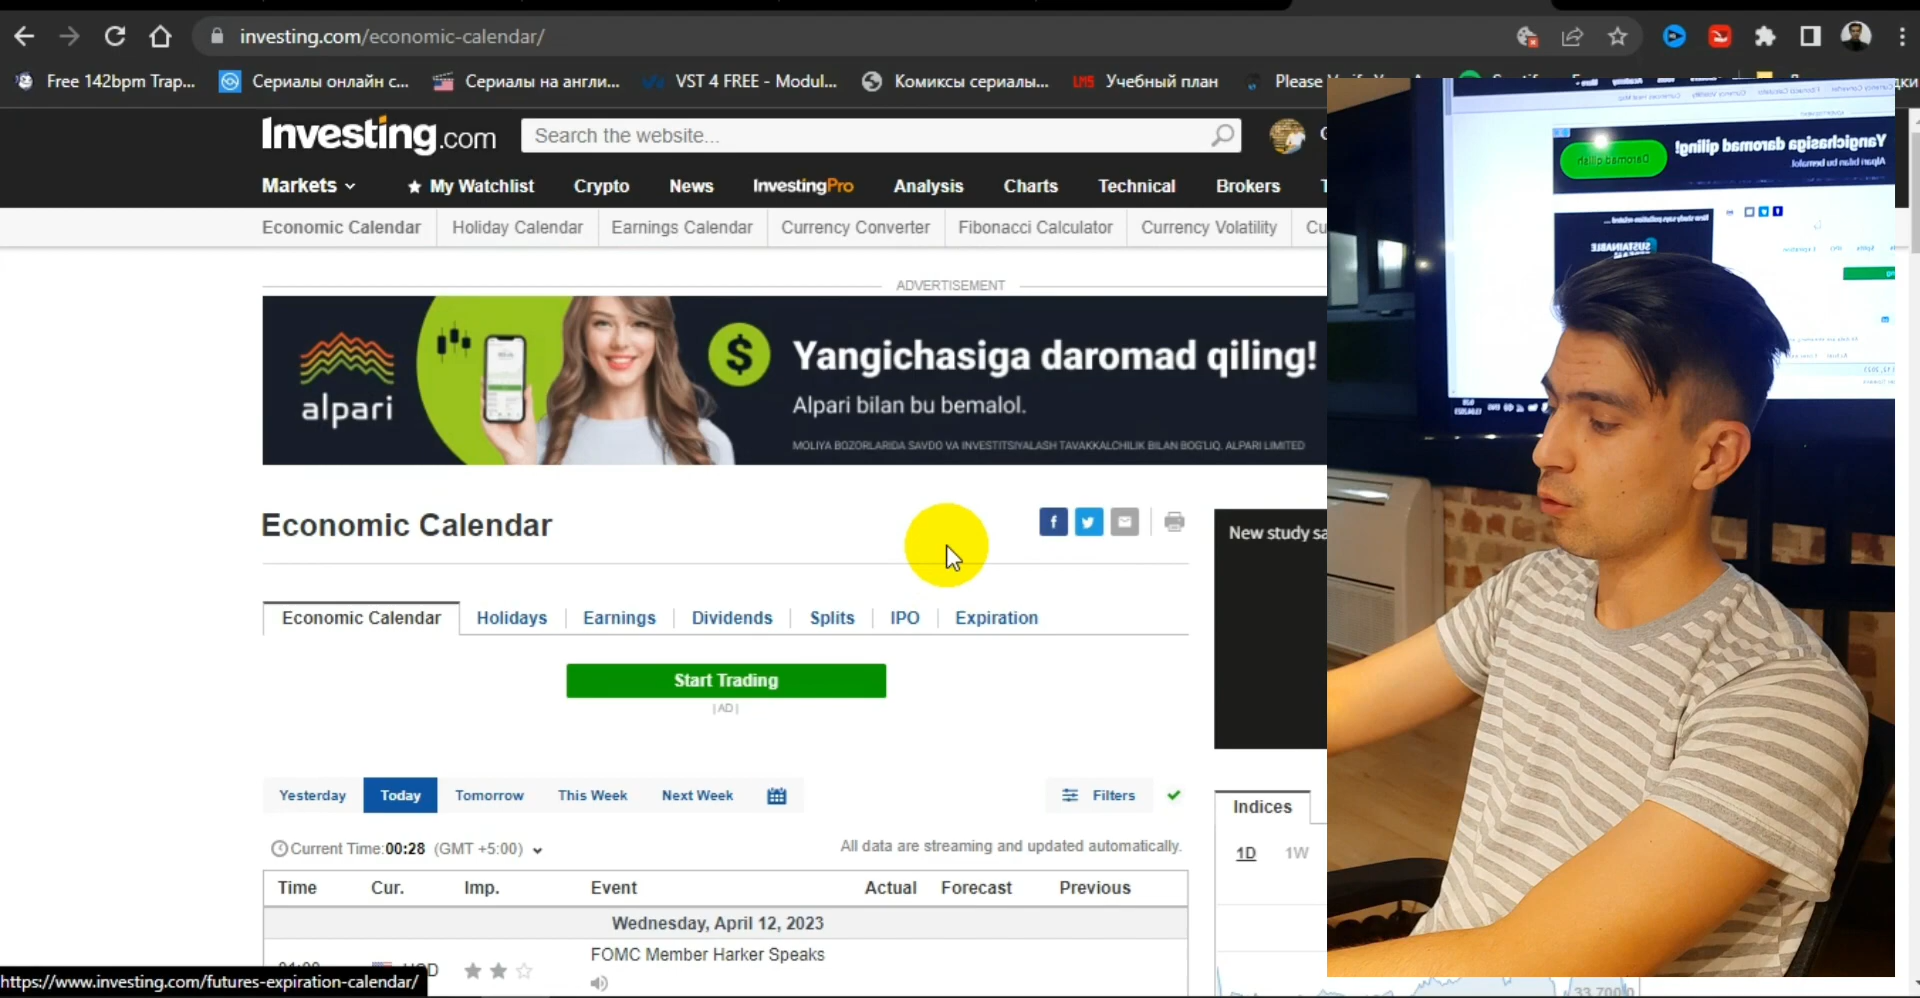 investing.com/economic-calendar/
Free 142bpm Trap...
Сериалы онлайн с...
Сериалы на англи...
VST 4 FREE - Modul...
Комиксы сериалы...
LMS Учебный план
Please
Investing.com
Search the website...
Markets
My Watchlist
Crypto
News
InvestingPro
Analysis
Charts
Technical
Brokers
Economic Calendar
Holiday Calendar
Earnings Calendar
Currency Converter
Fibonacci Calculator
Currency Volatility
Cu
ADVERTISEMENT
alpari
$
Yangichasiga daromad qiling!
Alpari bilan bu bemalol.
MOLIYA BOZORLARIDA SAVDO VA INVESTITSIYALASH TAVAKKALCHILIK BILAN BOG'LIQ. ALPARI LIMITED
Economic Calendar
New study sa
Economic Calendar
Holidays
Earnings
Dividends
Splits
IPO
Expiration
Start Trading
| AD |
Yesterday
Today
Tomorrow
This Week
Next Week
Filters
Indices
Current Time:00:28 (GMT +5:00)
All data are streaming and updated automatically.
1D
1W
Time
Cur.
Imp.
Event
Actual
Forecast
Previous
Wednesday, April 12, 2023
FOMC Member Harker Speaks
https://www.investing.com/futures-expiration-calendar/